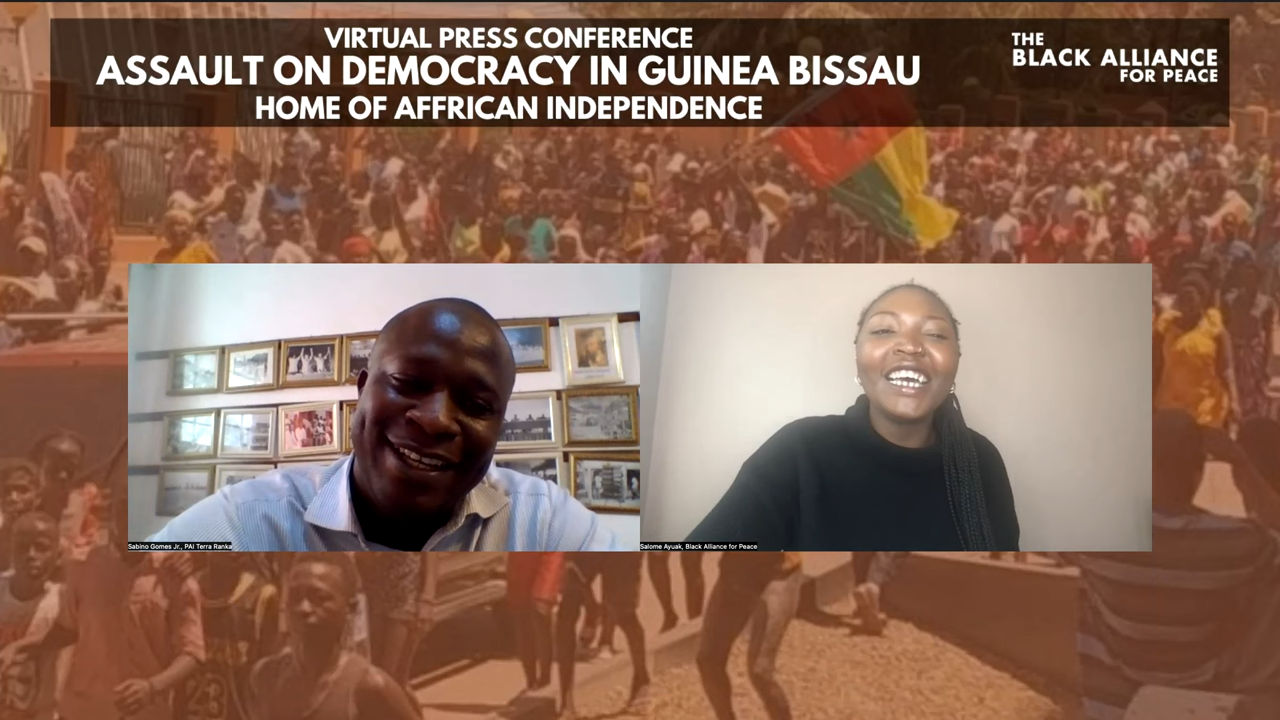 VIRTUAL PRESS CONFERENCE
ASSAULT ON DEMOCRACY IN GUINEA BISSAU
HOME OF AFFRICAN INDEPENDENCE
THE
BLACK ALLIANCE
FOR PEACE
Sabino Gomes Jr., PAI Terra Ranka
Salome Ayuak, Black Alliance for Peace